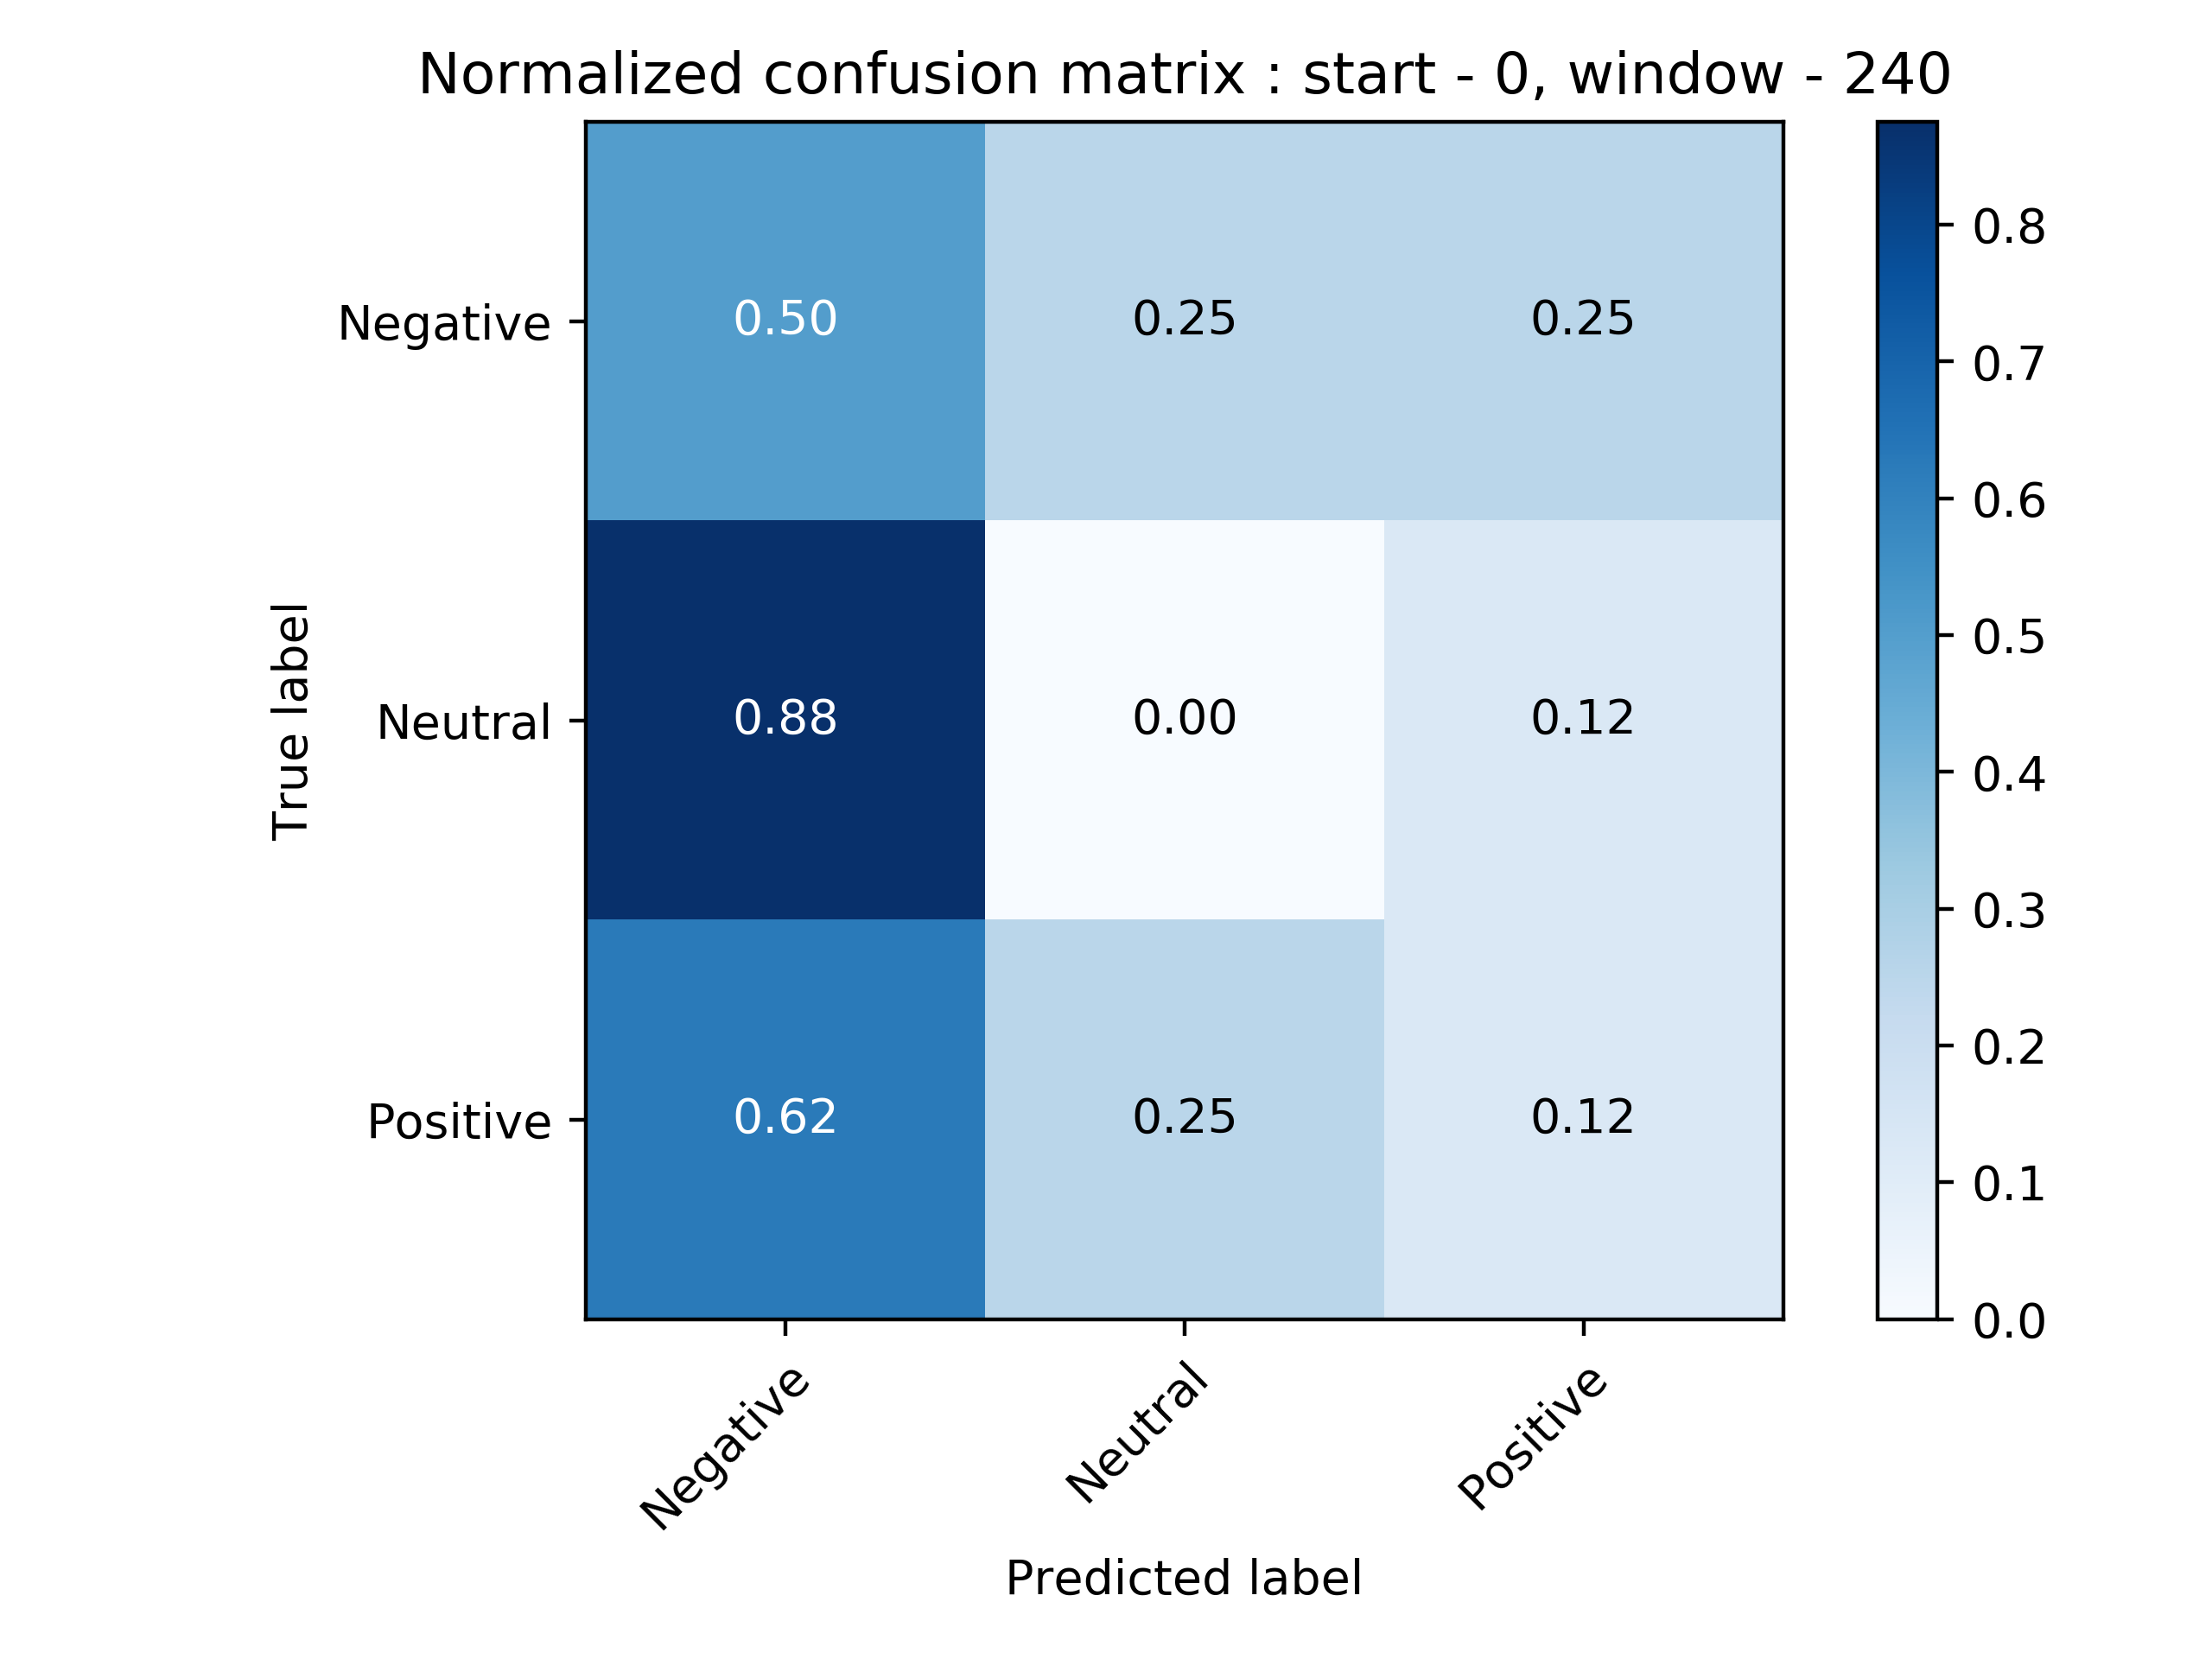 Normalized confusion matrix : start - 0, window - 240
Negative
0.50
0.25
0.25
Neutral
0.88
0.00
0.12
Positive
0.62
0.25
0.12
True label
Negative
Neutral
Positive
Predicted label
0.8
0.7
0.6
0.5
0.4
0.3
0.2
0.1
0.0